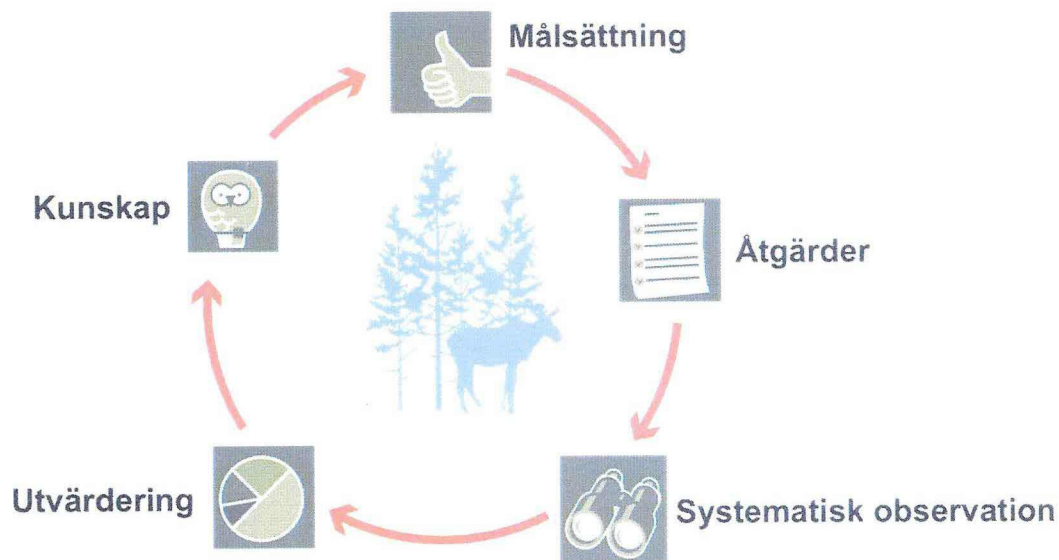 Målsättning
Åtgärder
Systematisk observation
Utvärdering
Kunskap